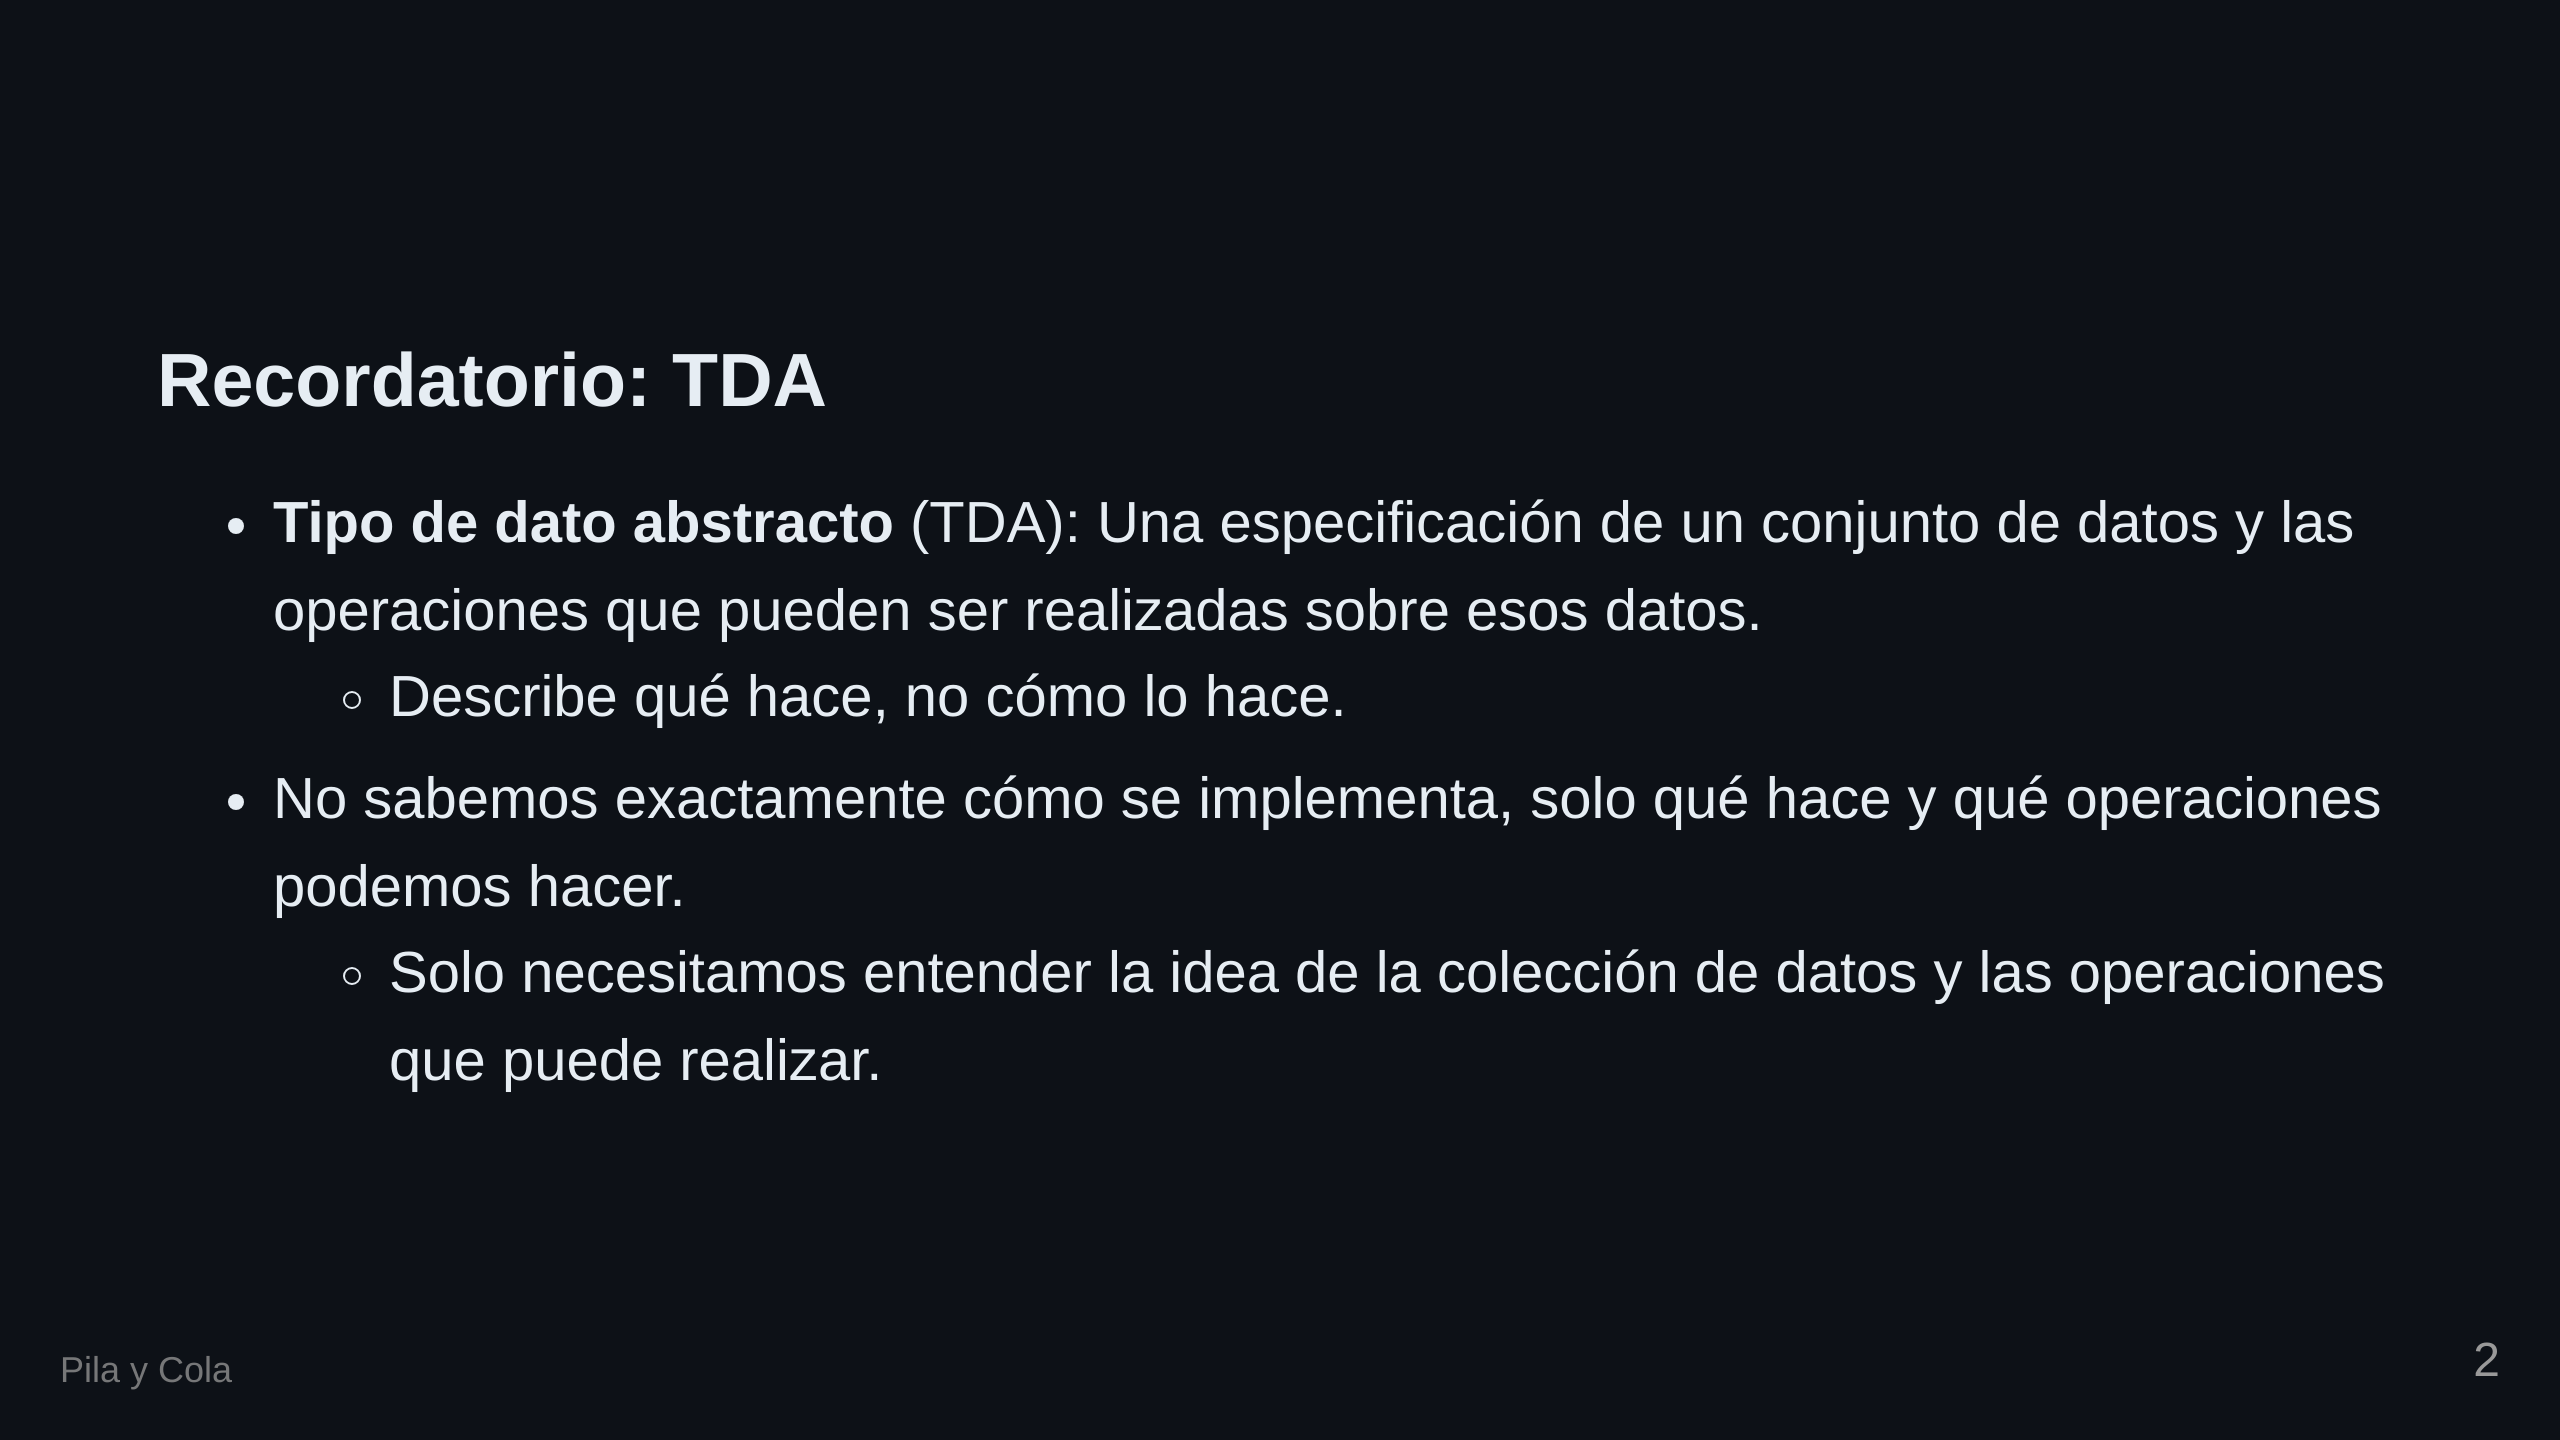 Recordatorio: TDA
• Tipo de dato abstracto (TDA): Una especificación de un conjunto de datos y las
operaciones que pueden ser realizadas sobre esos datos.
◦ Describe qué hace, no cómo lo hace.
• No sabemos exactamente cómo se implementa, solo qué hace y qué operaciones
podemos hacer.
◦ Solo necesitamos entender la idea de la colección de datos y las operaciones
que puede realizar.
Pila y Cola
2